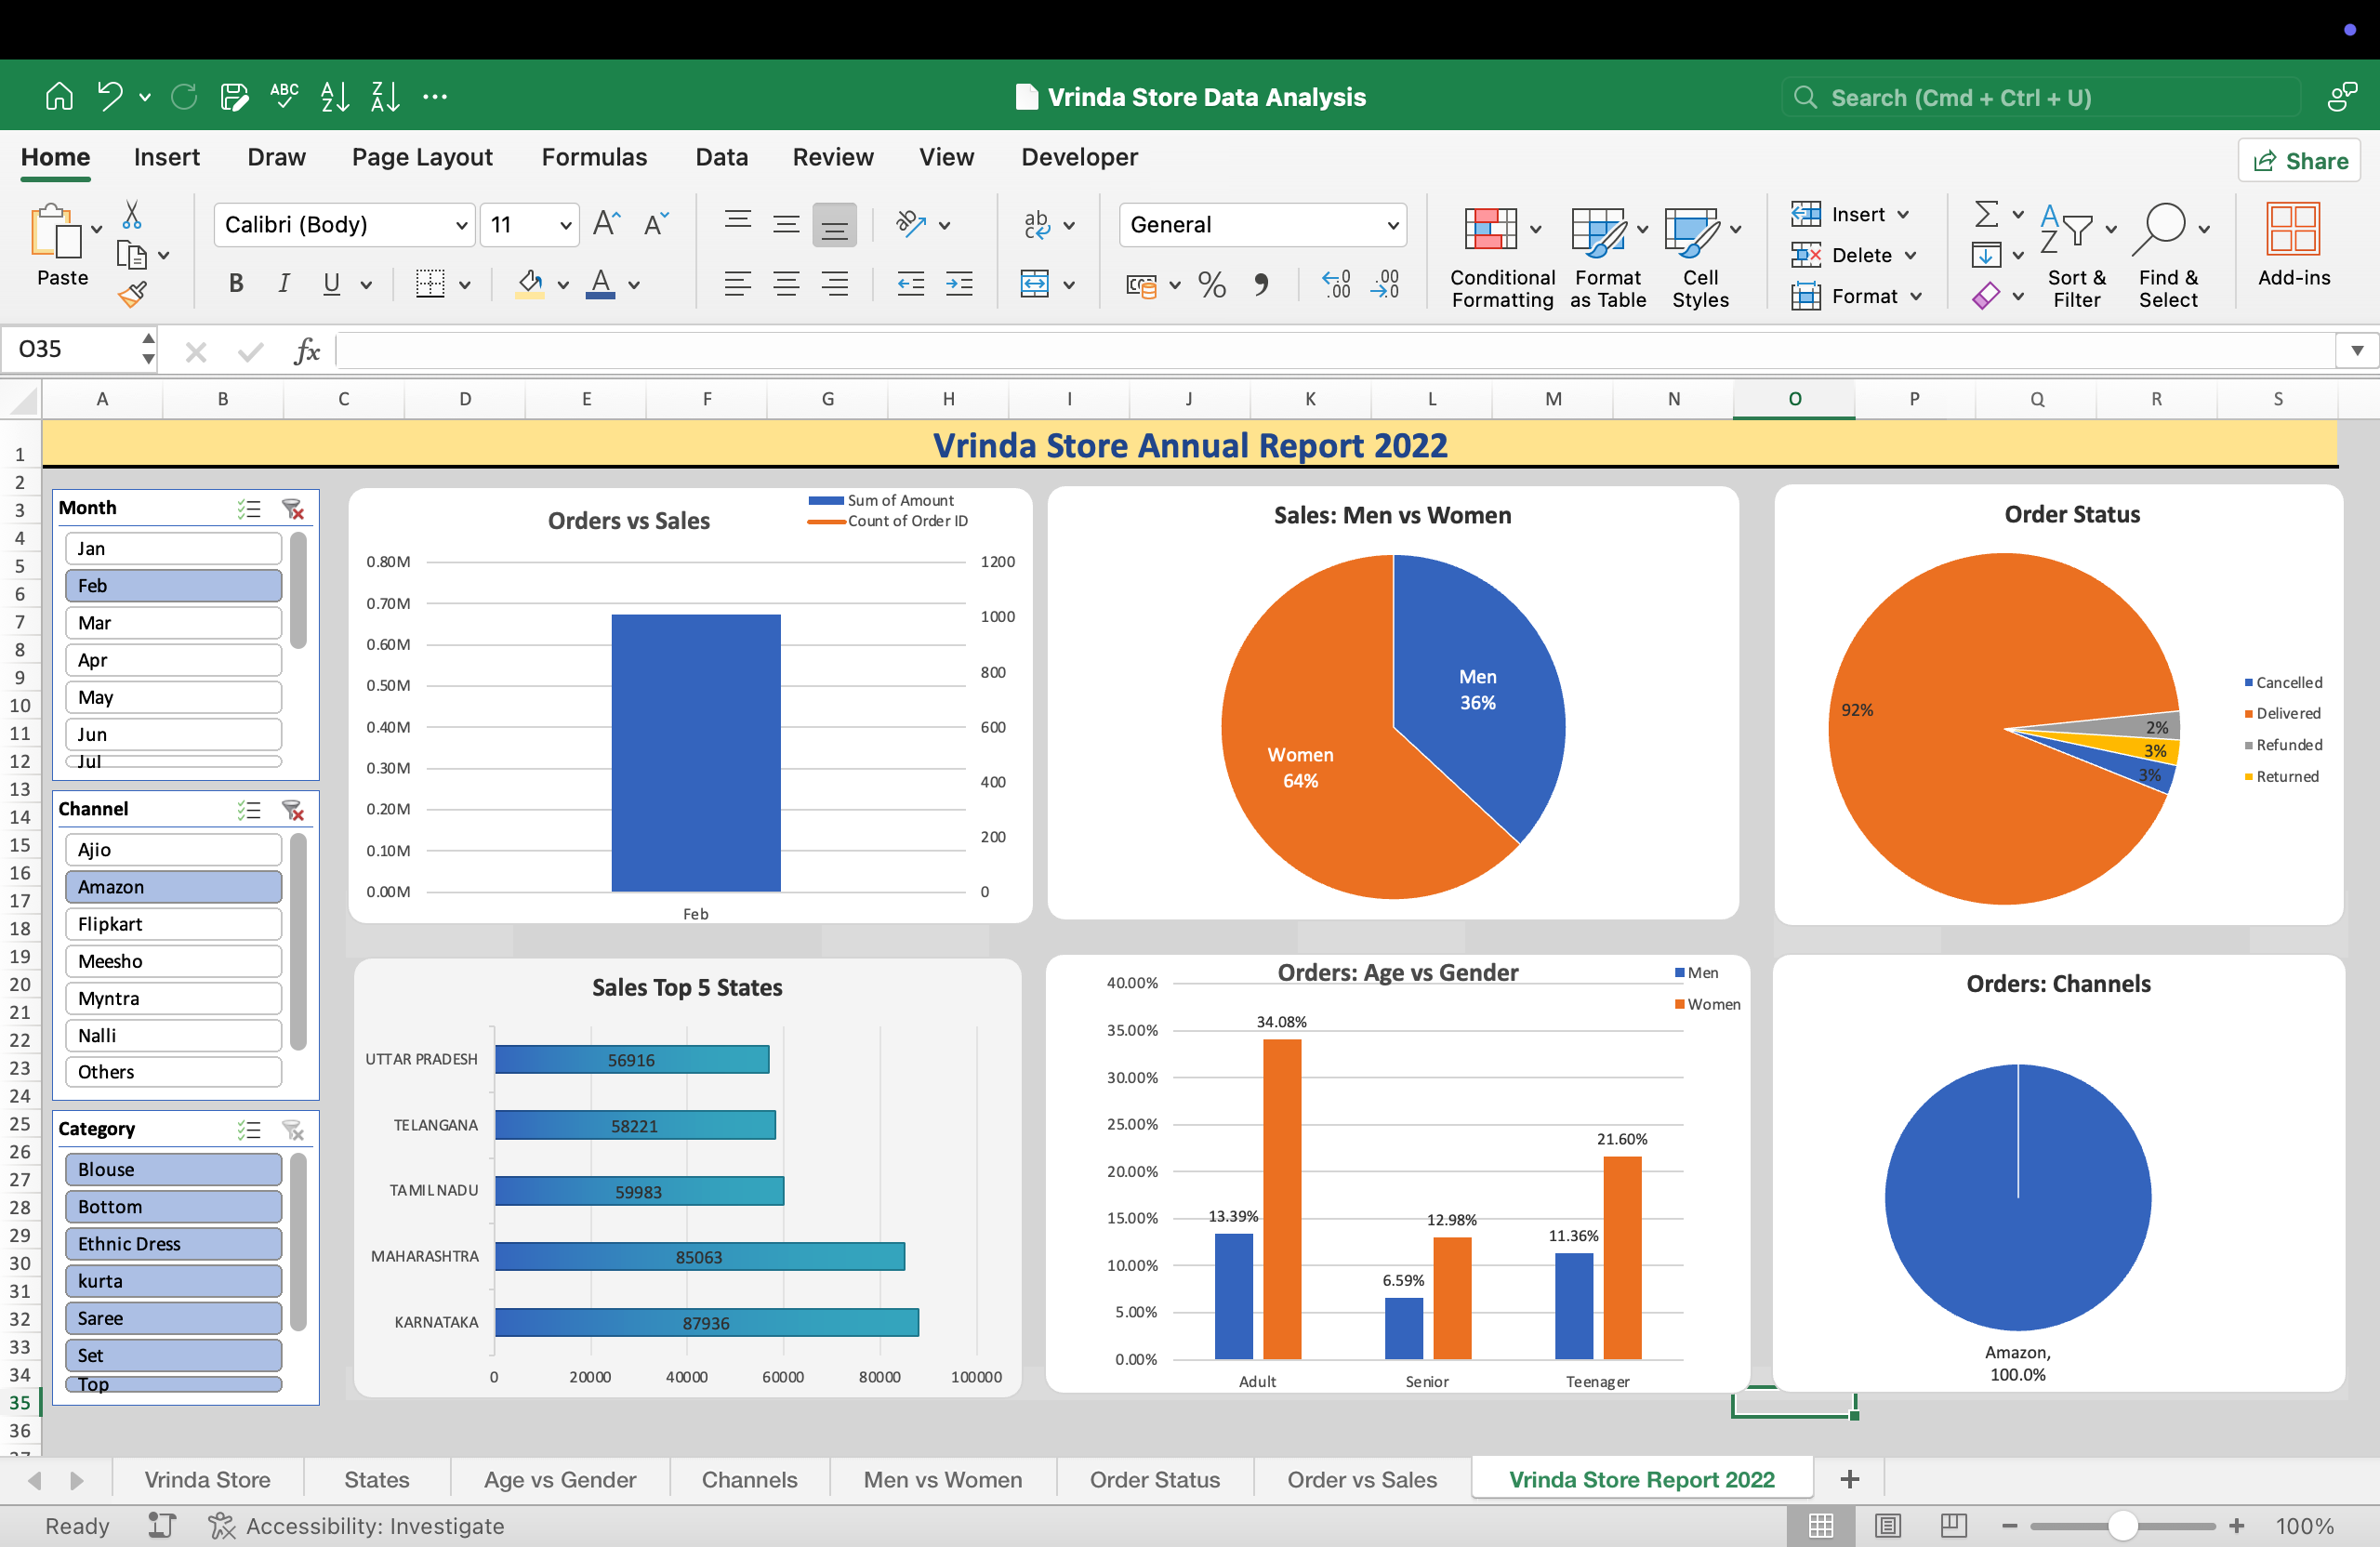 ABC
A
Z
Z
A
Vrinda Store Data Analysis
Search (Cmd + Ctrl + U)
Home Insert Draw Page Layout Formulas Data Review View Developer
Share
Paste
Calibri (Body)
11
A A
B I U A
ab
c
General
% 9
.00
.00
Conditional Formatting
Format as Table
Cell Styles
Insert
Delete
Format
Sort & Filter
Find & Select
Add-ins
O35
fx
A B C D E F G H I J K L M N O P Q R S
1
2
3
4
5
6
7
8
9
10
11
12
13
14
15
16
17
18
19
20
21
22
23
24
25
26
27
28
29
30
31
32
33
34
35
36
Vrinda Store Annual Report 2022
Month
Jan
Feb
Mar
Apr
May
Jun
Jul
Channel
Ajio
Amazon
Flipkart
Meesho
Myntra
Nalli
Others
Category
Blouse
Bottom
Ethnic Dress
kurta
Saree
Set
Top
Orders vs Sales
Sum of Amount
Count of Order ID
0.80M 1200
0.70M
1000
0.60M
800
0.50M
0.40M 600
0.30M
400
0.20M
200
0.10M
0.00M 0
Feb
Sales: Men vs Women
Men
36%
Women
64%
Order Status
92%
2%
3%
3%
Cancelled
Delivered
Refunded
Returned
Sales Top 5 States
UTTAR PRADESH 56916
TELANGANA 58221
TAMIL NADU 59983
MAHARASHTRA 85063
KARNATAKA 87936
0 20000 40000 60000 80000 100000
Orders: Age vs Gender
Men
Women
40.00%
35.00%
30.00%
25.00%
20.00%
15.00%
10.00%
5.00%
0.00%
13.39% 34.08%
6.59% 12.98%
11.36% 21.60%
Adult Senior Teenager
Orders: Channels
Amazon,
100.0%
Vrinda Store States Age vs Gender Channels Men vs Women Order Status Order vs Sales Vrinda Store Report 2022 +
Ready Accessibility: Investigate
100%